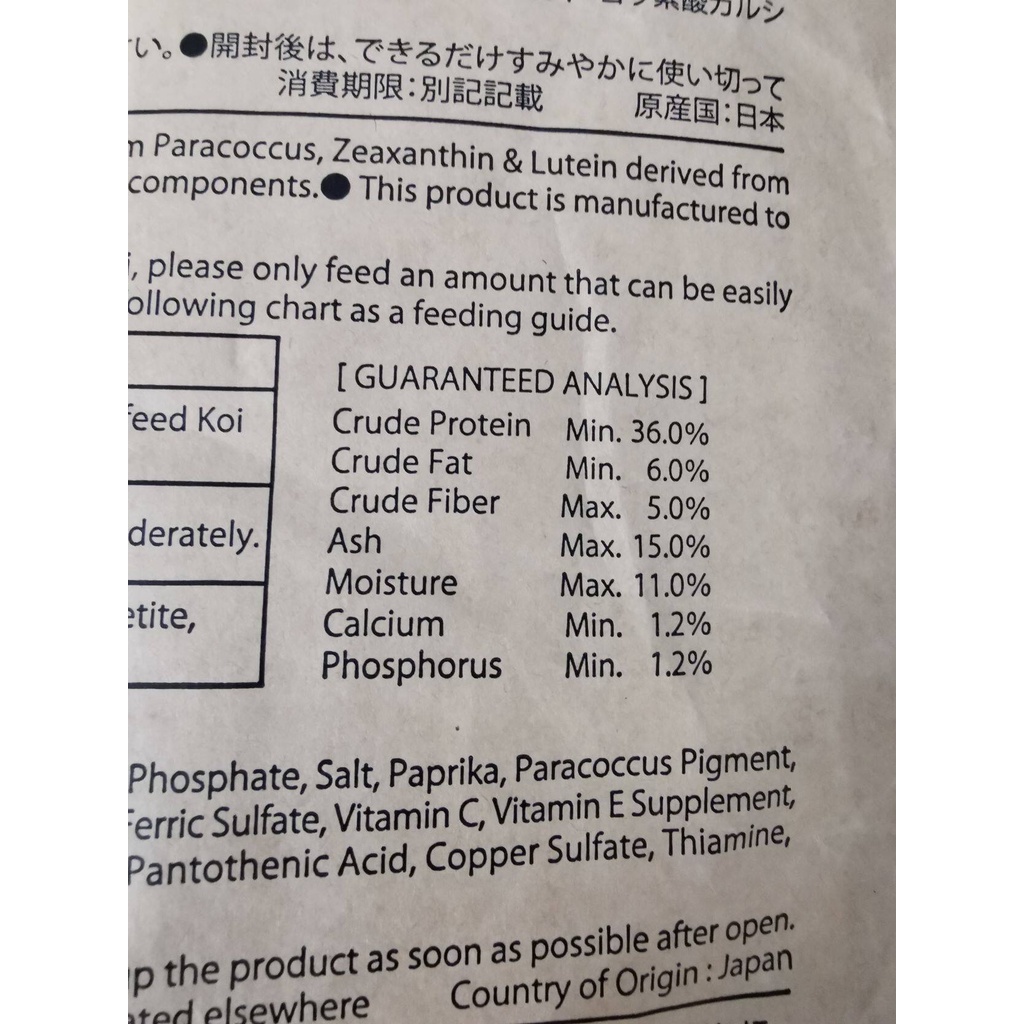 い。●開封後は、できるだけすみやかに使い切って
消費期限：別記記載 原産国：日本
Paracoccus, Zeaxanthin & Lutein derived from
components.● This product is manufactured to
, please only feed an amount that can be easily
ollowing chart as a feeding guide.
[ GUARANTEED ANALYSIS ]
feed Koi
Crude Protein Min. 36.0%
Crude Fat Min. 6.0%
Crude Fiber Max. 5.0%
derately.
Ash Max. 15.0%
Moisture Max. 11.0%
etite,
Calcium Min. 1.2%
Phosphorus Min. 1.2%
Phosphate, Salt, Paprika, Paracoccus Pigment,
Ferric Sulfate, Vitamin C, Vitamin E Supplement,
Pantothenic Acid, Copper Sulfate, Thiamine,
p the product as soon as possible after open.
ated elsewhere Country of Origin : Japan